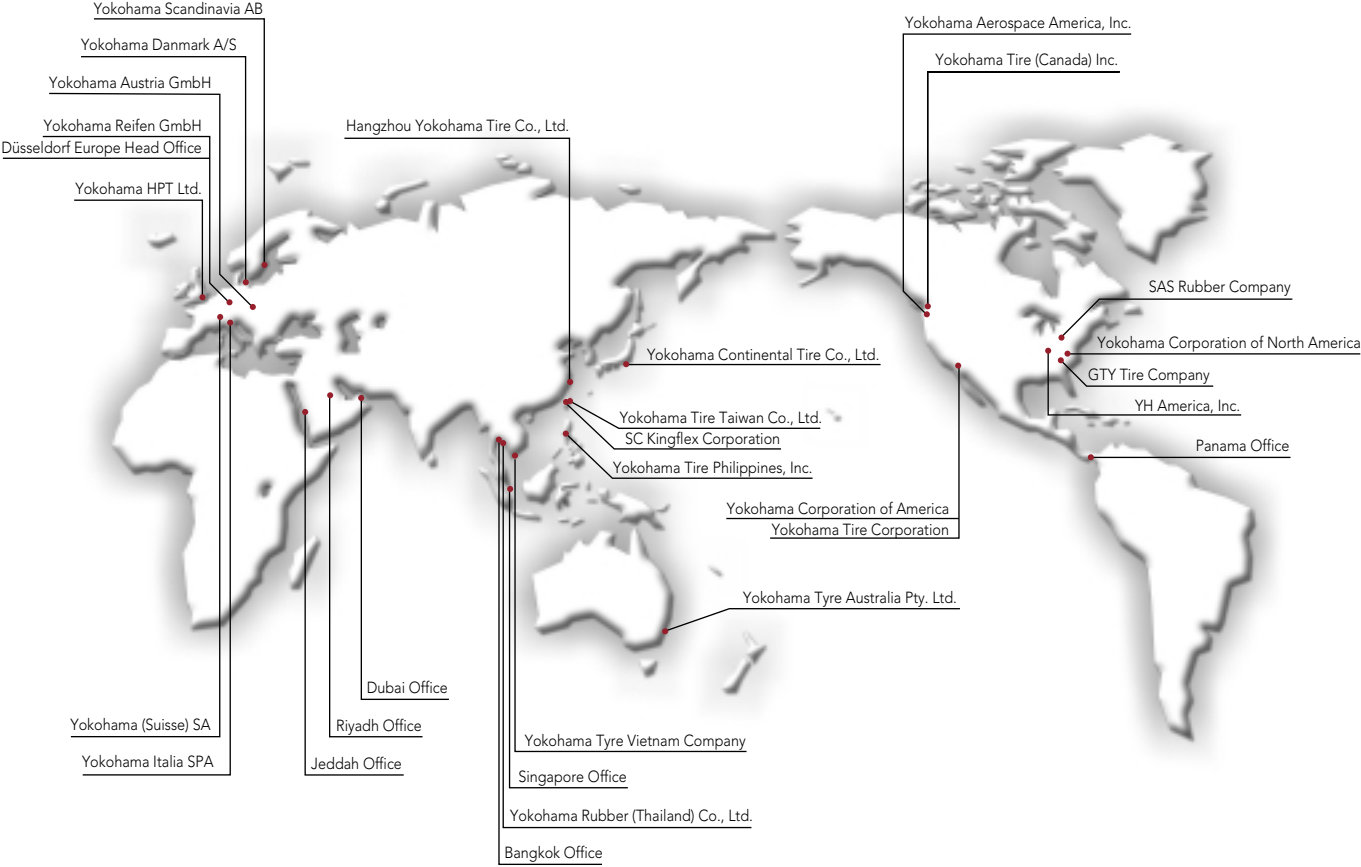 Yokohama Scandinavia AB
Yokohama Danmark A/S
Yokohama Austria GmbH
Yokohama Reifen GmbH
Düsseldorf Europe Head Office
Yokohama HPT Ltd.
Hangzhou Yokohama Tire Co., Ltd.
Yokohama Aerospace America, Inc.
Yokohama Tire (Canada) Inc.
SAS Rubber Company
Yokohama Corporation of North America
GTY Tire Company
YH America, Inc.
Panama Office
Yokohama Continental Tire Co., Ltd.
Yokohama Tire Taiwan Co., Ltd.
SC Kingflex Corporation
Yokohama Tire Philippines, Inc.
Yokohama Corporation of America
Yokohama Tire Corporation
Yokohama Tyre Australia Pty. Ltd.
Dubai Office
Riyadh Office
Jeddah Office
Yokohama (Suisse) SA
Yokohama Italia SPA
Yokohama Tyre Vietnam Company
Singapore Office
Yokohama Rubber (Thailand) Co., Ltd.
Bangkok Office